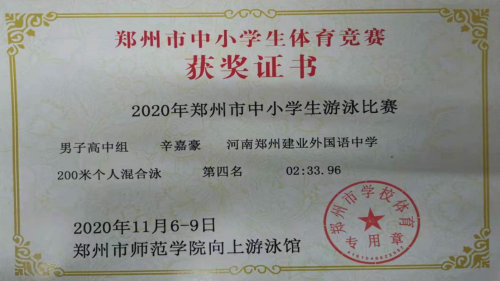 郑州市中小学生体育竞赛
获奖证书
2020年郑州市中小学生游泳比赛
男子高中组 辛嘉豪 河南郑州建业外国语中学
200米个人混合泳 第四名 02:33.96
2020年11月6-9日
郑州市师范学院向上游泳馆
郑州市学校体育
专用章